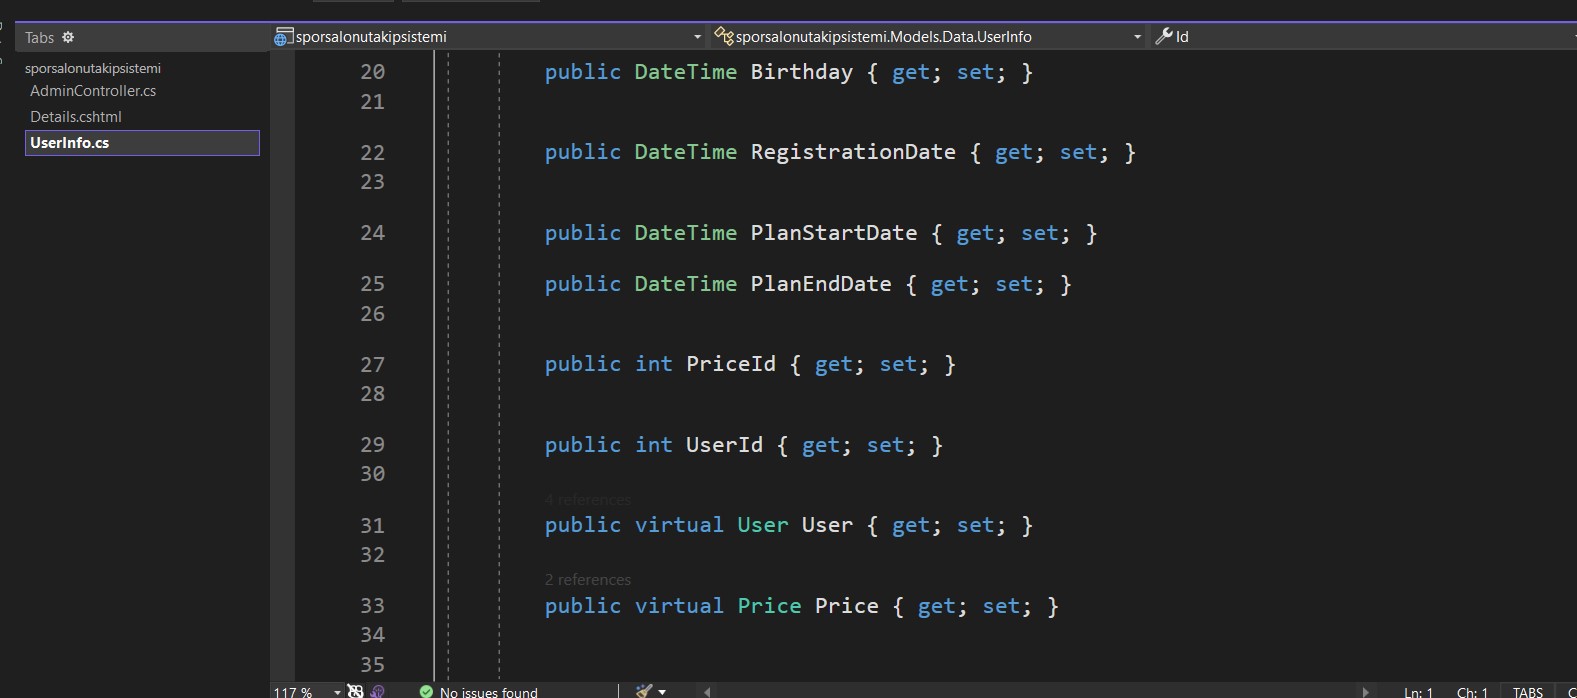 Tabs
sporsalonutakipsistemi
sporsalonutakipsistemi.Models.Data.UserInfo
Id
sporsalonutakipsistemi
AdminController.cs
Details.cshtml
UserInfo.cs
20 public DateTime Birthday { get; set; }
21
22 public DateTime RegistrationDate { get; set; }
23
24 public DateTime PlanStartDate { get; set; }
25 public DateTime PlanEndDate { get; set; }
26
27 public int PriceId { get; set; }
28
29 public int UserId { get; set; }
30
4 references
31 public virtual User User { get; set; }
32
2 references
33 public virtual Price Price { get; set; }
34
35
117 %
No issues found
Ln: 1 Ch: 1 TABS